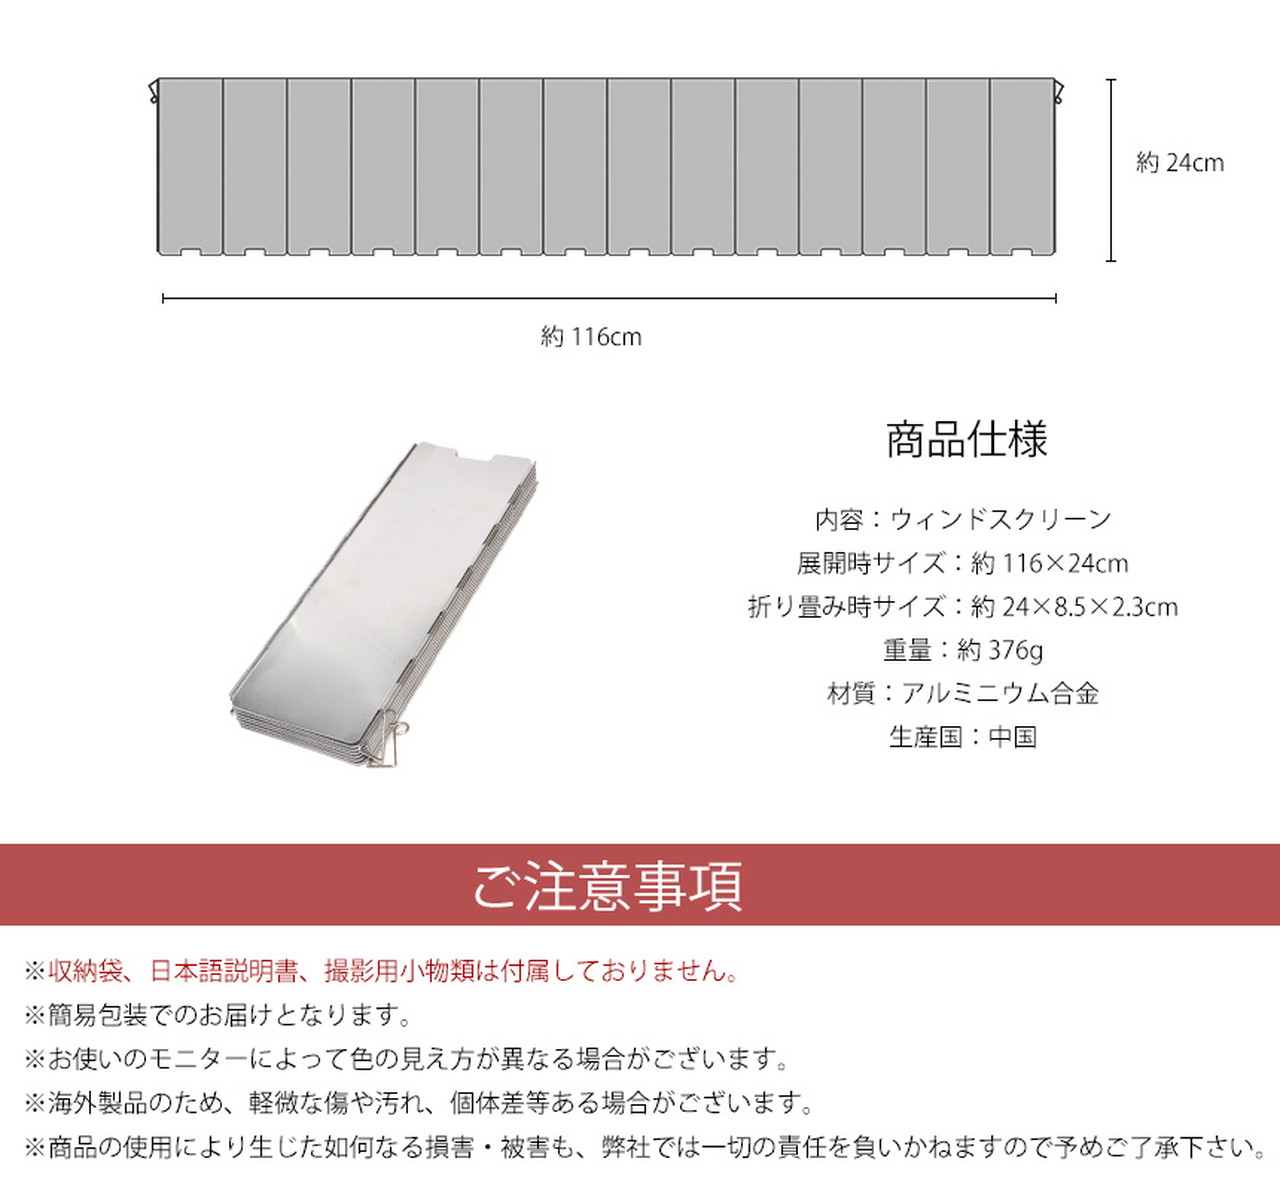 約 24cm
約 116cm
商品仕様
内容：ウィンドスクリーン
展開時サイズ：約 116×24cm
折り畳み時サイズ：約 24×8.5×2.3cm
重量：約 376g
材質：アルミニウム合金
生産国：中国
ご注意事項
※収納袋、日本語説明書、撮影用小物類は付属しておりません。
※簡易包装でのお届けとなります。
※お使いのモニターによって色の見え方が異なる場合がございます。
※海外製品のため、軽微な傷や汚れ、個体差等ある場合がございます。
※商品の使用により生じた如何なる損害・被害も、弊社では一切の責任を負いかねますので予めご了承下さい。